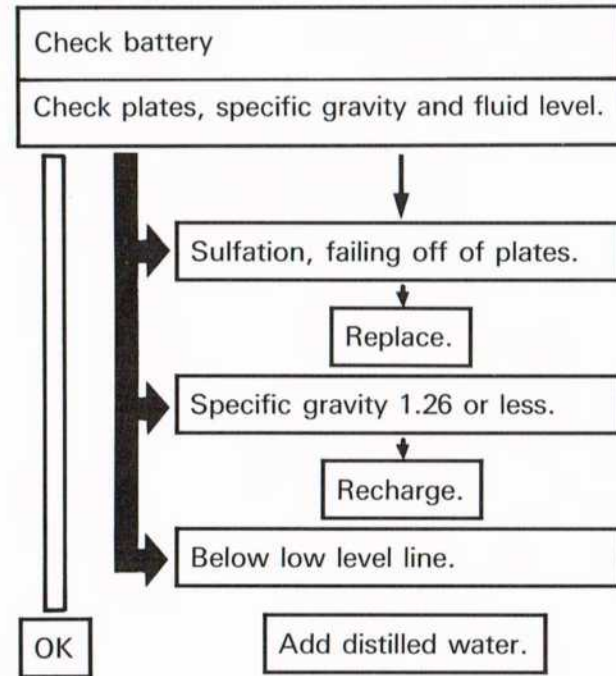 Check battery
Check plates, specific gravity and fluid level.
Sulfation, failing off of plates.
Replace.
Specific gravity 1.26 or less.
Recharge.
Below low level line.
OK
Add distilled water.